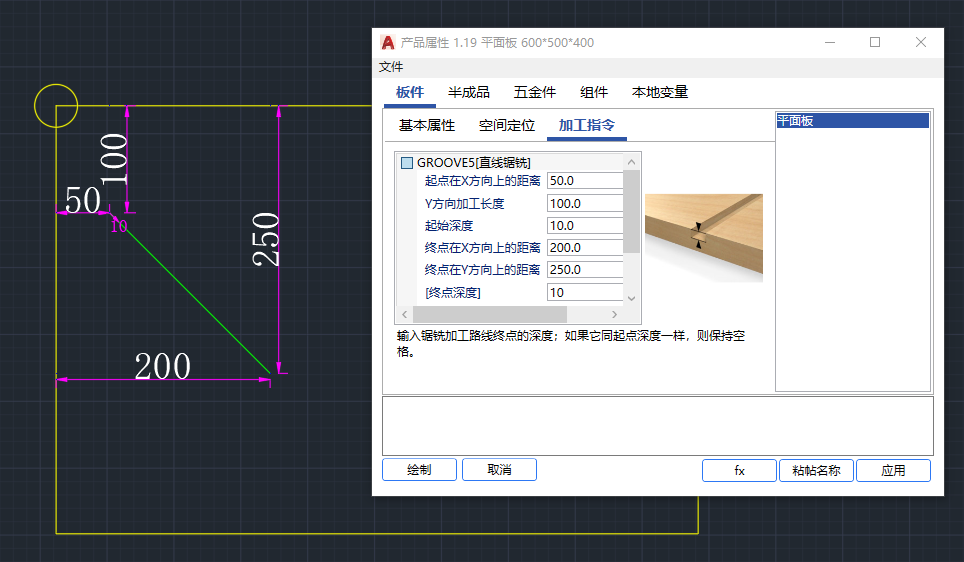 产品属性 1.19 平面板 600*500*400
文件
板件 半成品 五金件 组件 本地变量
基本属性 空间定位 加工指令
平面板
GROOVE5[直线锯铣]
起点在X方向上的距离 50.0
Y方向加工长度 100.0
起始深度 10.0
终点在X方向上的距离 200.0
终点在Y方向上的距离 250.0
[终点深度] 10
输入锯铣加工路线终点的深度；如果它同起点深度一样，则保持空
格。
绘制 取消 fx 粘帖名称 应用
100
50
10
250
200